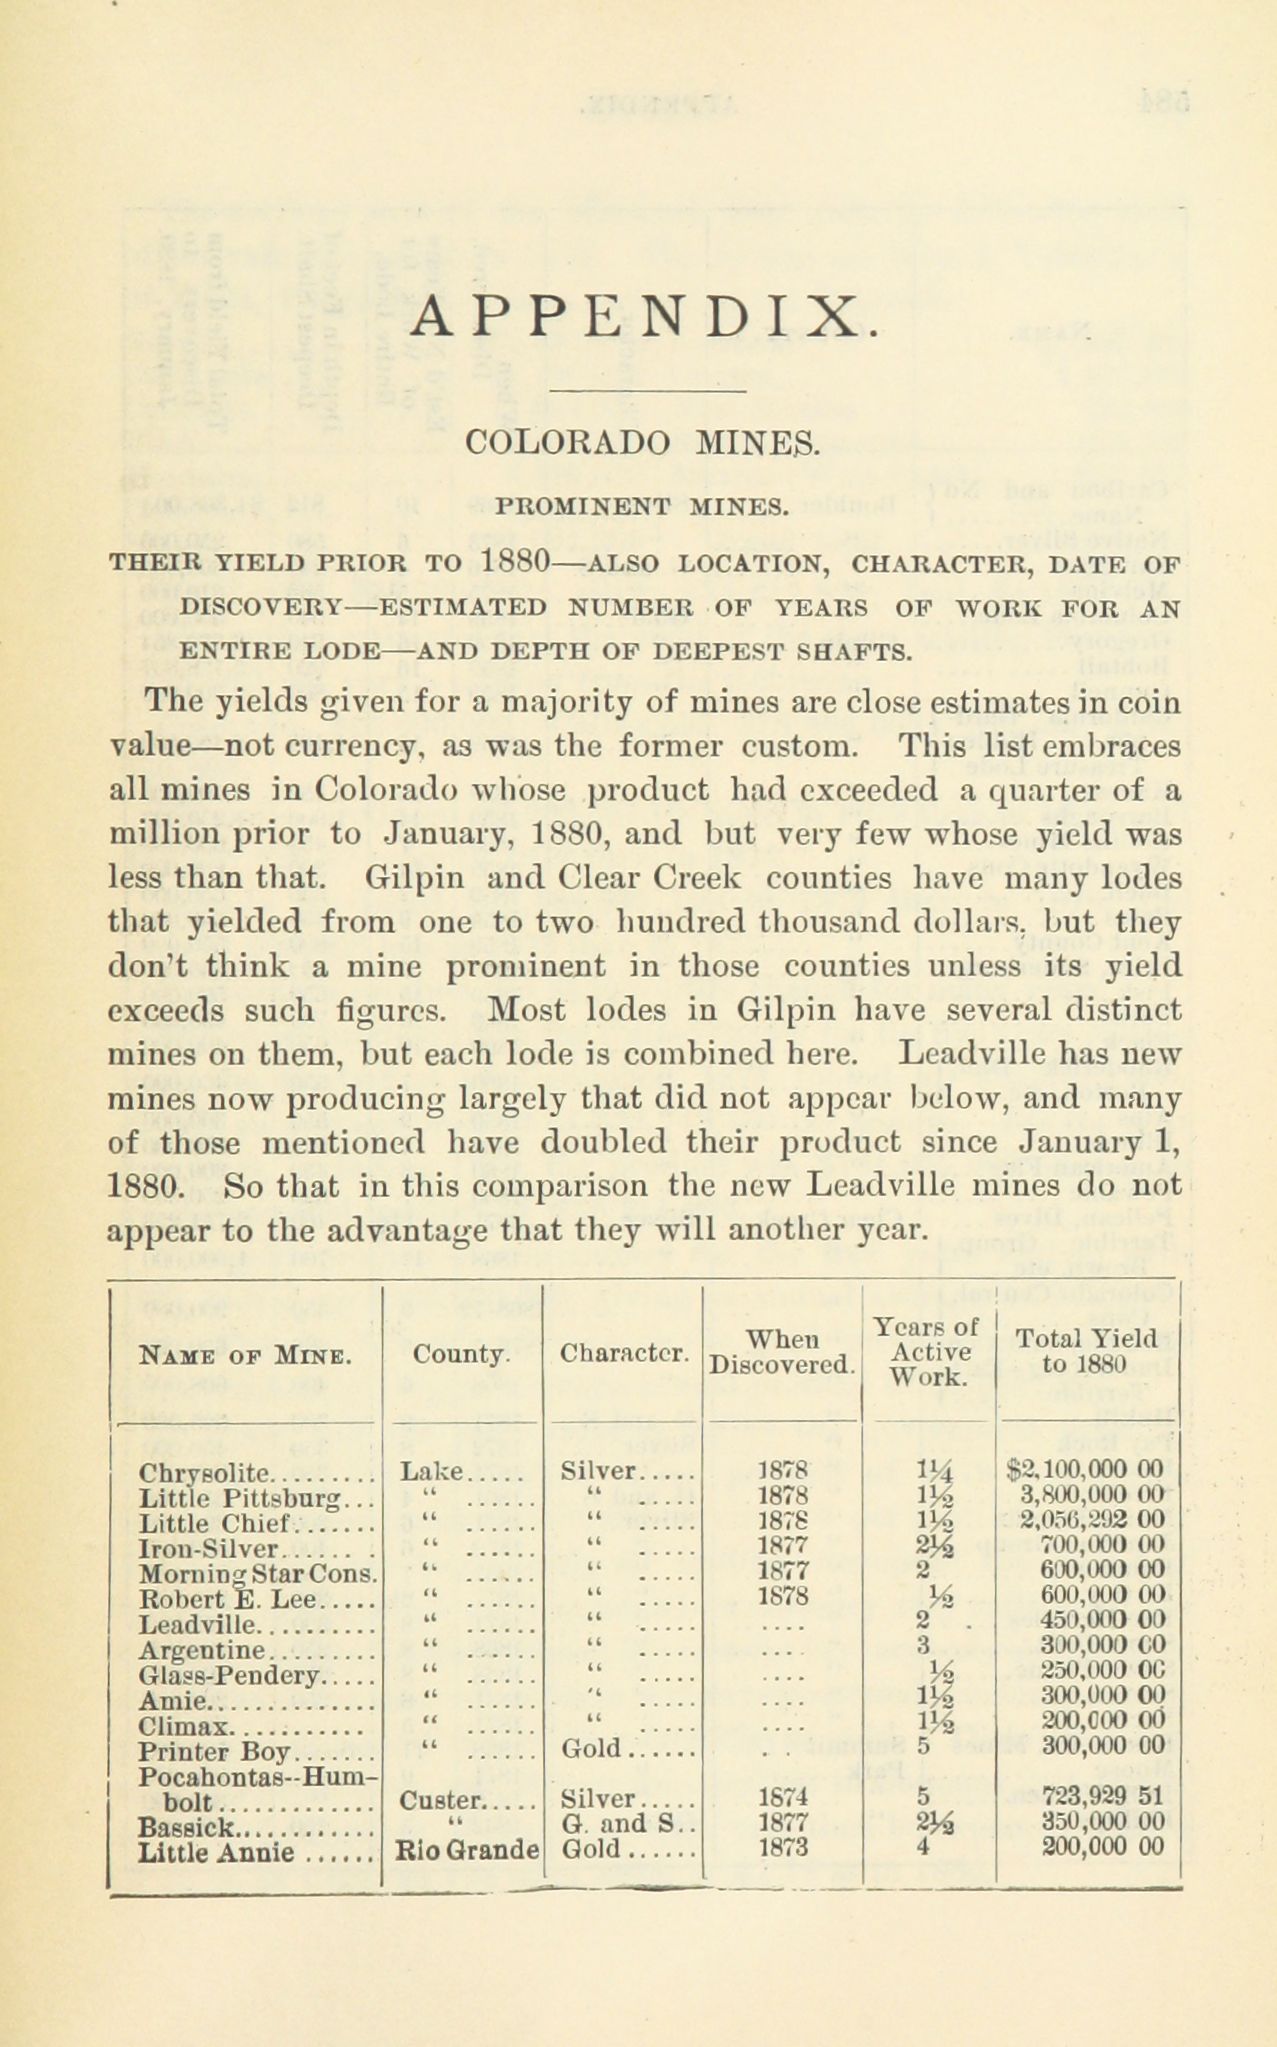 APPENDIX.
COLORADO MINES.
PROMINENT MINES.
THEIR YIELD PRIOR TO 1880—ALSO LOCATION, CHARACTER, DATE OF
DISCOVERY—ESTIMATED NUMBER OF YEARS OF WORK FOR AN
ENTIRE LODE—AND DEPTH OF DEEPEST SHAFTS.
The yields given for a majority of mines are close estimates in coin
value—not currency, as was the former custom. This list embraces
all mines in Colorado whose product had exceeded a quarter of a
million prior to January, 1880, and but very few whose yield was
less than that. Gilpin and Clear Creek counties have many lodes
that yielded from one to two hundred thousand dollars, but they
don't think a mine prominent in those counties unless its yield
exceeds such figures. Most lodes in Gilpin have several distinct
mines on them, but each lode is combined here. Leadville has new
mines now producing largely that did not appear below, and many
of those mentioned have doubled their product since January 1,
1880. So that in this comparison the new Leadville mines do not
appear to the advantage that they will another year.
NAME OF MINE. County. Character. When Discovered. Years of Active Work. Total Yield to 1880
Chrysolite.......... Lake..... Silver..... 1878 1¼ $2,100,000 00
Little Pittsburg... “ ...... “ ..... 1878 1½ 3,800,000 00
Little Chief....... “ ...... “ ..... 1878 1½ 2,056,292 00
Iron-Silver....... . “ ...... “ ..... 1877 2½ 700,000 00
Morning Star Cons. “ ...... “ ..... 1877 2 600,000 00
Robert E. Lee..... “ ...... “ ..... 1878 ½ 600,000 00
Leadville.......... “ ...... “ ..... .... 2 450,000 00
Argentine......... “ ...... “ ..... .... 3 300,000 00
Glass-Pendery..... “ ...... “ ..... .... ½ 250,000 00
Amie.............. “ ...... “ ..... .... 1½ 300,000 00
Climax............ “ ...... “ ..... .... 1½ 200,000 00
Printer Boy....... “ ...... Gold...... . . 5 300,000 00
Pocahontas--Hum-
bolt............. Custer..... Silver..... 1874 5 723,929 51
Bassick............ “ G. and S.. 1877 2½ 350,000 00
Little Annie ...... Rio Grande Gold...... 1873 4 200,000 00